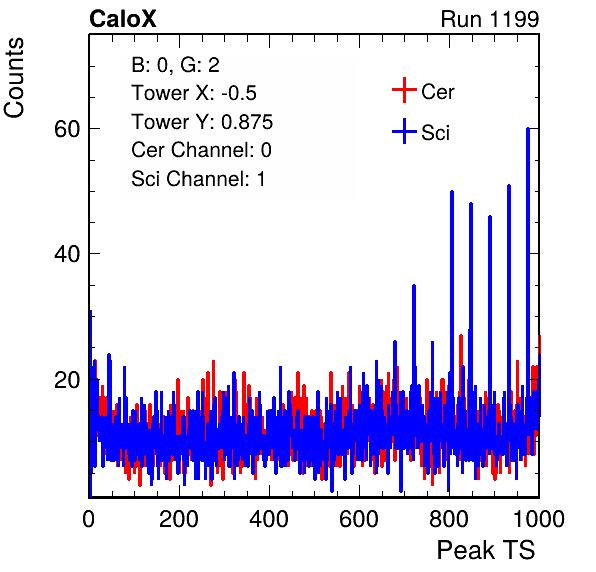 CaloX
Run 1199
Counts
B: 0, G: 2
Tower X: -0.5
Tower Y: 0.875
Cer Channel: 0
Sci Channel: 1
Cer
Sci
60
40
20
0 200 400 600 800 1000
Peak TS